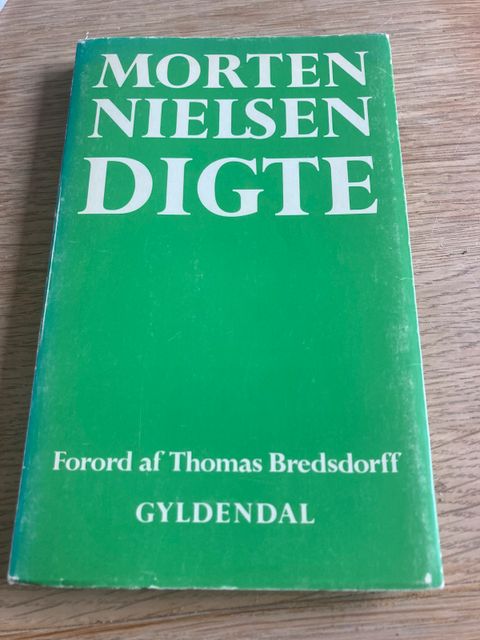 MORTEN
NIELSEN
DIGTE
Forord af Thomas Bredsdorff
GYLDENDAL